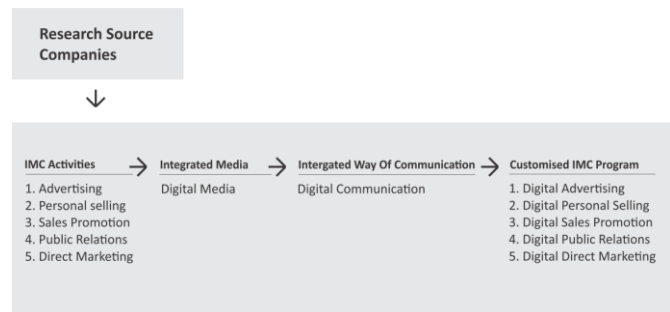 Research Source
Companies
IMC Activities
1. Advertising
2. Personal selling
3. Sales Promotion
4. Public Relations
5. Direct Marketing
Integrated Media
Digital Media
Intergated Way Of Communication
Digital Communication
Customised IMC Program
1. Digital Advertising
2. Digital Personal Selling
3. Digital Sales Promotion
4. Digital Public Relations
5. Digital Direct Marketing